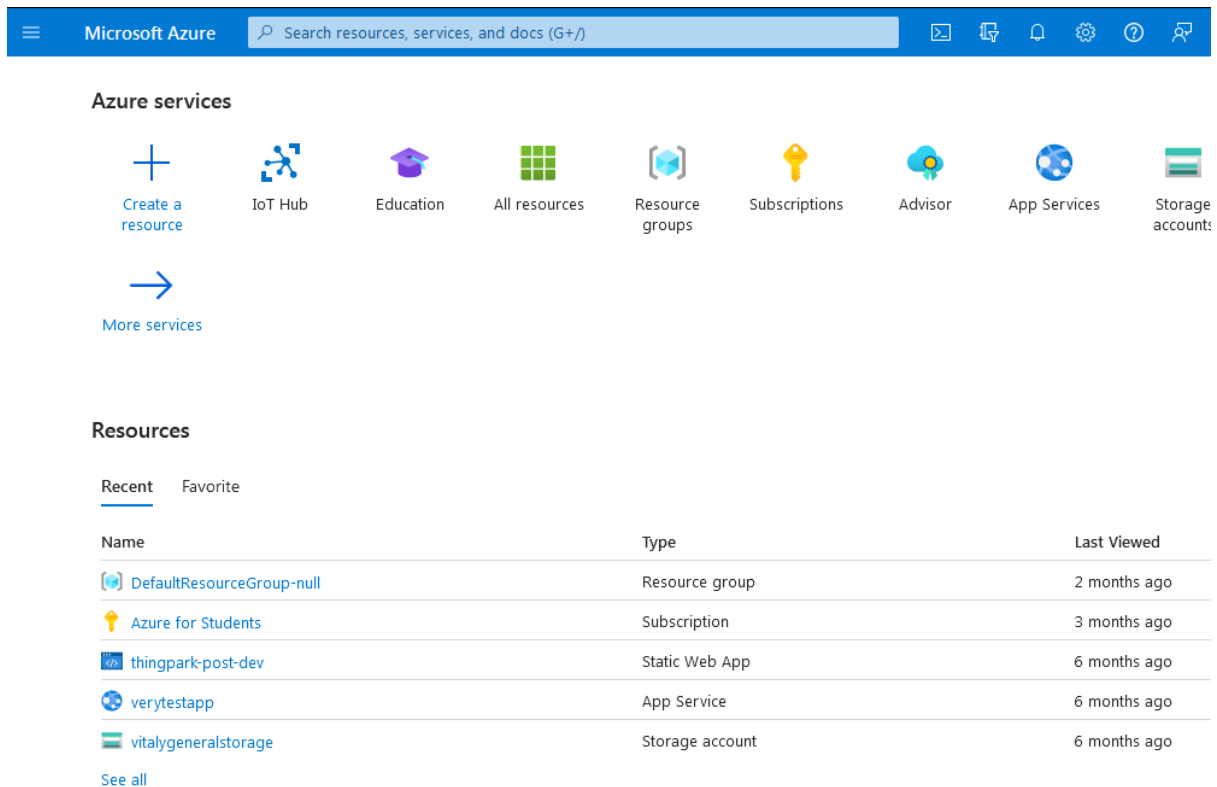 Microsoft Azure
Search resources, services, and docs (G+/)
Azure services
Create a resource
IoT Hub
Education
All resources
Resource groups
Subscriptions
Advisor
App Services
Storage accounts
More services
Resources
Recent Favorite
Name Type Last Viewed
DefaultResourceGroup-null Resource group 2 months ago
Azure for Students Subscription 3 months ago
thingpark-post-dev Static Web App 6 months ago
verytestapp App Service 6 months ago
vitalygeneralstorage Storage account 6 months ago
See all